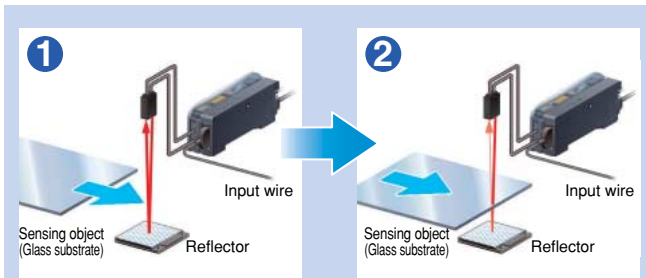 1
2
Input wire
Sensing object
(Glass substrate)
Reflector
Input wire
Sensing object
(Glass substrate)
Reflector